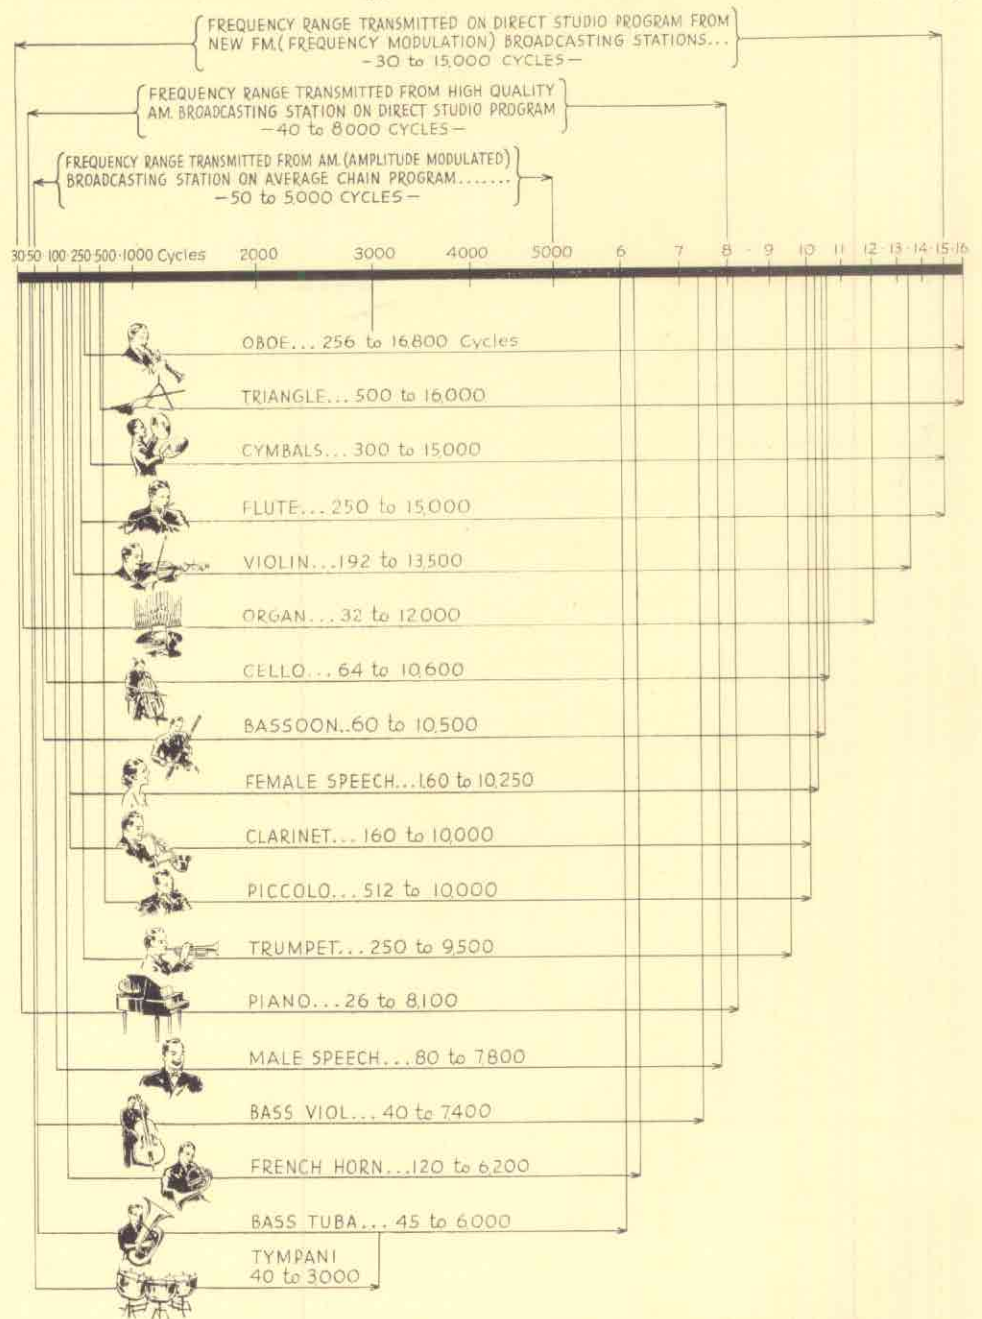 FREQUENCY RANGE TRANSMITTED ON DIRECT STUDIO PROGRAM FROM
NEW FM.(FREQUENCY MODULATION) BROADCASTING STATIONS...
-30 to 15,000 CYCLES-
FREQUENCY RANGE TRANSMITTED FROM HIGH QUALITY
AM. BROADCASTING STATION ON DIRECT STUDIO PROGRAM
-40 to 8000 CYCLES-
FREQUENCY RANGE TRANSMITTED FROM AM.(AMPLITUDE MODULATED)
BROADCASTING STATION ON AVERAGE CHAIN PROGRAM.......
-50 to 5,000 CYCLES-
30·50·100·250·500·1000 Cycles 2000 3000 4000 5000 6 7 8 · 9 10 11 12·13·14·15·16
OBOE... 256 to 16,800 Cycles
TRIANGLE... 500 to 16,000
CYMBALS... 300 to 15,000
FLUTE...250 to 15,000
VIOLIN...192 to 13,500
ORGAN... 32 to 12,000
CELLO... 64 to 10,600
BASSOON..60 to 10,500
FEMALE SPEECH...160 to 10,250
CLARINET... 160 to 10,000
PICCOLO... 512 to 10,000
TRUMPET... 250 to 9,500
PIANO... 26 to 8,100
MALE SPEECH...80 to 7800
BASS VIOL... 40 to 7400
FRENCH HORN...120 to 6,200
BASS TUBA... 45 to 6,000
TYMPANI
40 to 3000